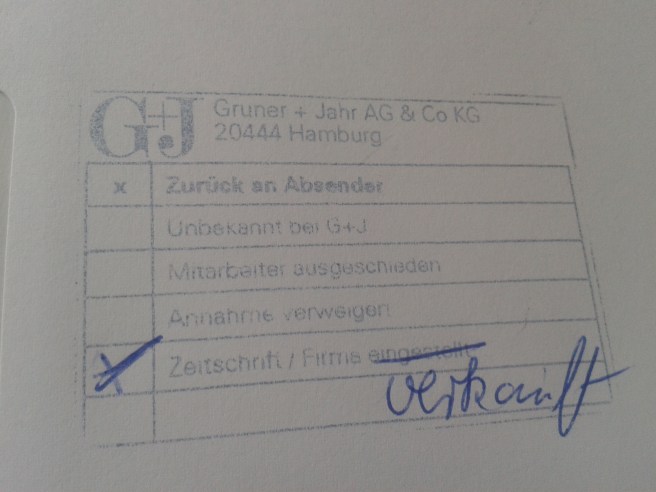 G+J
Gruner + Jahr AG & Co KG
20444 Hamburg
x Zurück an Absender
Unbekannt bei G+J
Mitarbeiter ausgeschieden
Annahme verweigert
X Zeitschrift / Firma eingestellt
verkauft